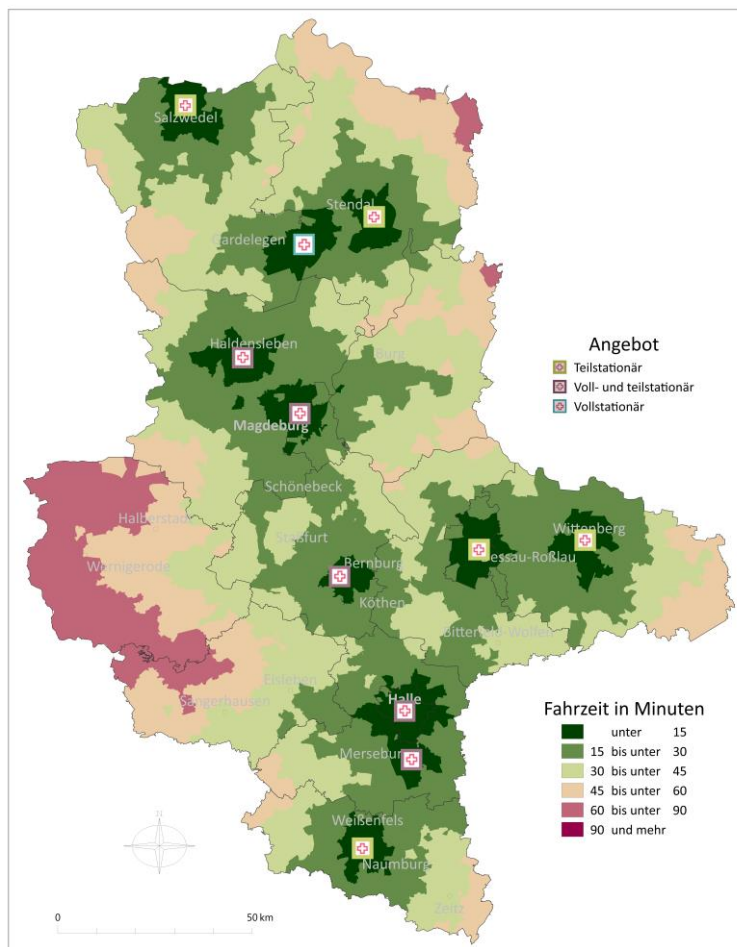 Salzwedel
Stendal
Gardelegen
Haldensleben
Burg
Angebot
Teilstationär
Voll- und teilstationär
Vollstationär
Magdeburg
Schönebeck
Halberstadt
Staßfurt
Wittenberg
Dessau-Roßlau
Wernigerode
Bernburg
Köthen
Bitterfeld-Wolfen
Eisleben
Sangerhausen
Halle
Merseburg
Fahrzeit in Minuten
unter 15
15 bis unter 30
30 bis unter 45
45 bis unter 60
60 bis unter 90
90 und mehr
Weißenfels
Naumburg
Zeitz
N
0 50 km